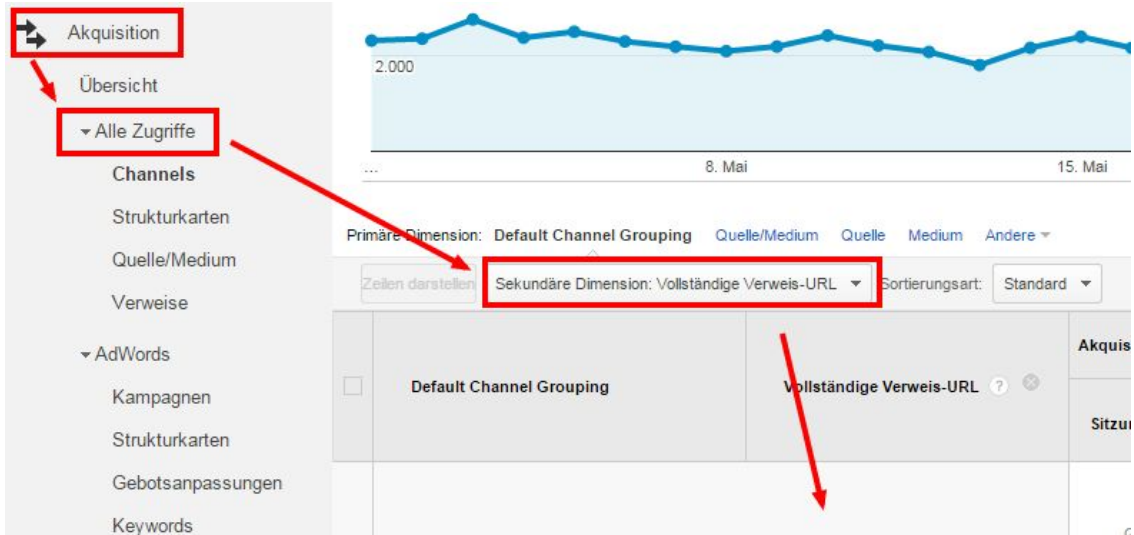 Akquisition
Übersicht
Alle Zugriffe
Channels
Strukturkarten
Quelle/Medium
Verweise
AdWords
Kampagnen
Strukturkarten
Gebotsanpassungen
Keywords
2.000
... 8. Mai 15. Mai
Primäre Dimension: Default Channel Grouping Quelle/Medium Quelle Medium Andere
Zeilen darstellen Sekundäre Dimension: Vollständige Verweis-URL Sortierungsart: Standard
Akquis
Default Channel Grouping Vollständige Verweis-URL ?
Sitzun